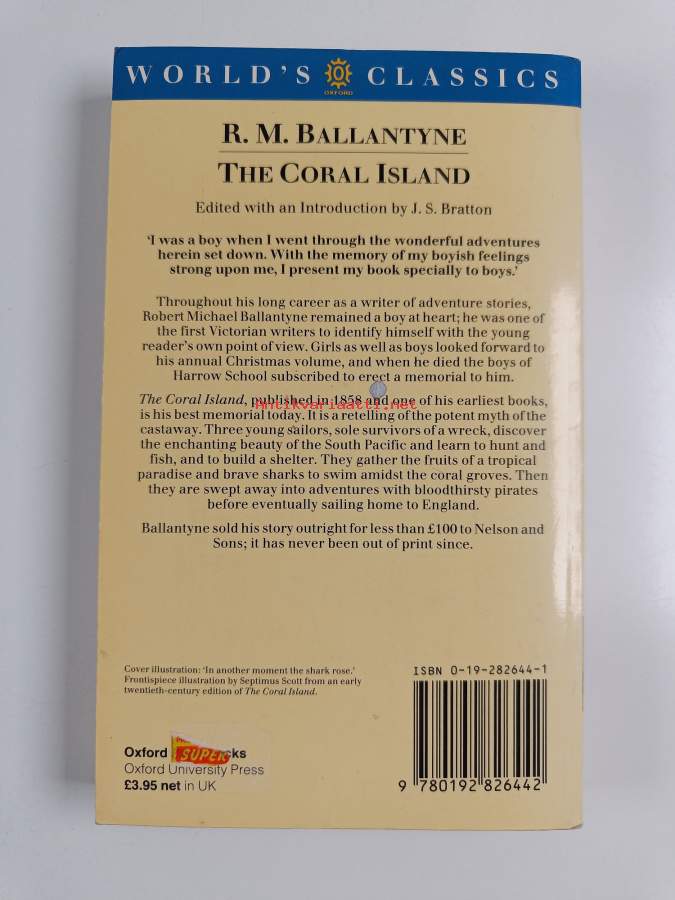 WORLD'S CLASSICS
OXFORD
R. M. BALLANTYNE
THE CORAL ISLAND
Edited with an Introduction by J. S. Bratton
'I was a boy when I went through the wonderful adventures
herein set down. With the memory of my boyish feelings
strong upon me, I present my book specially to boys.'
Throughout his long career as a writer of adventure stories,
Robert Michael Ballantyne remained a boy at heart; he was one of
the first Victorian writers to identify himself with the young
reader's own point of view. Girls as well as boys looked forward to
his annual Christmas volume, and when he died the boys of
Harrow School subscribed to erect a memorial to him.
The Coral Island, published in 1858 and one of his earliest books,
Antikvariaatti.net
is his best memorial today. It is a retelling of the potent myth of the
castaway. Three young sailors, sole survivors of a wreck, discover
the enchanting beauty of the South Pacific and learn to hunt and
fish, and to build a shelter. They gather the fruits of a tropical
paradise and brave sharks to swim amidst the coral groves. Then
they are swept away into adventures with bloodthirsty pirates
before eventually sailing home to England.
Ballantyne sold his story outright for less than £100 to Nelson and
Sons; it has never been out of print since.
Cover illustration: 'In another moment the shark rose.'
Frontispiece illustration by Septimus Scott from an early
twentieth-century edition of The Coral Island.
ISBN 0-19-282644-1
Oxford SUPER cks
Oxford University Press
£3.95 net in UK
9 780192 826442